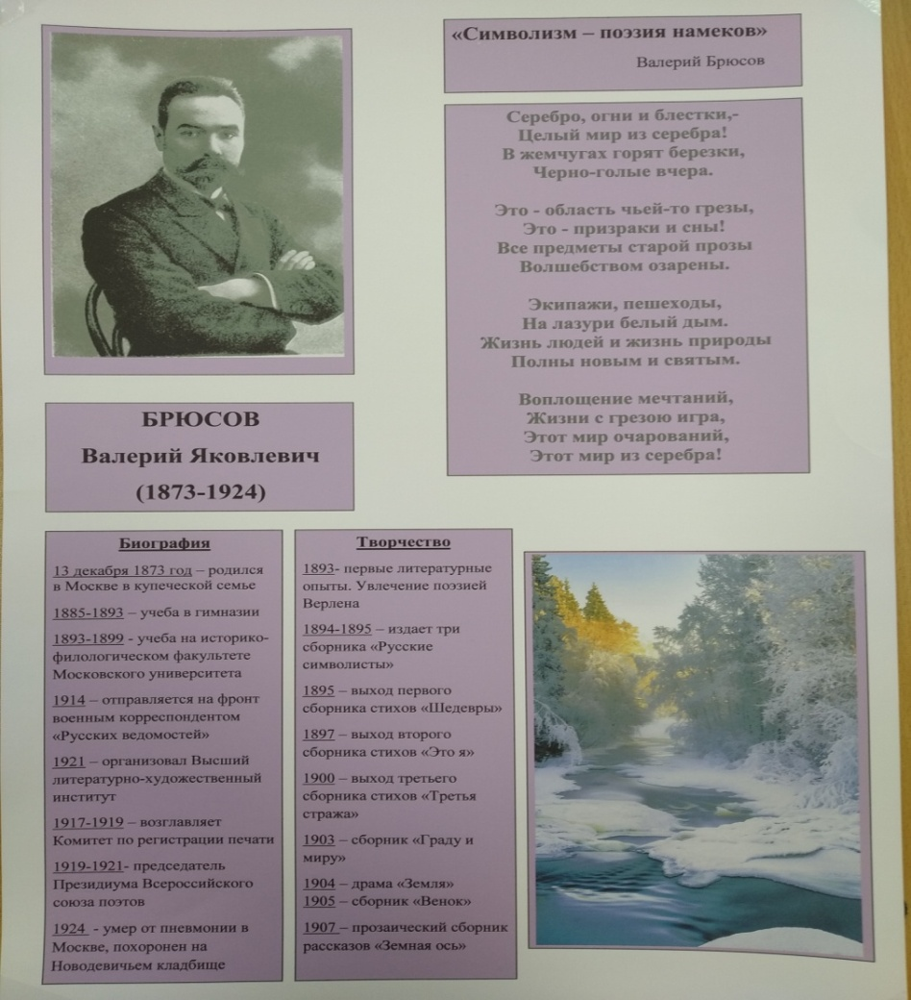 «Символизм – поэзия намеков»
Валерий Брюсов
Серебро, огни и блестки,-
Целый мир из серебра!
В жемчугах горят березки,
Черно-голые вчера.
Это - область чьей-то грезы,
Это - призраки и сны!
Все предметы старой прозы
Волшебством озарены.
Экипажи, пешеходы,
На лазури белый дым.
Жизнь людей и жизнь природы
Полны новым и святым.
Воплощение мечтаний,
Жизни с грезою игра,
Этот мир очарований,
Этот мир из серебра!
БРЮСОВ
Валерий Яковлевич
(1873-1924)
Биография
13 декабря 1873 год – родился
в Москве в купеческой семье
1885-1893 – учеба в гимназии
1893-1899 - учеба на историко-
филологическом факультете
Московского университета
1914 – отправляется на фронт
военным корреспондентом
«Русских ведомостей»
1921 – организовал Высший
литературно-художественный
институт
1917-1919 – возглавляет
Комитет по регистрации печати
1919-1921- председатель
Президиума Всероссийского
союза поэтов
1924 - умер от пневмонии в
Москве, похоронен на
Новодевичьем кладбище
Творчество
1893- первые литературные
опыты. Увлечение поэзией
Верлена
1894-1895 – издает три
сборника «Русские
символисты»
1895 – выход первого
сборника стихов «Шедевры»
1897 – выход второго
сборника стихов «Это я»
1900 – выход третьего
сборника стихов «Третья
стража»
1903 – сборник «Граду и
миру»
1904 – драма «Земля»
1905 – сборник «Венок»
1907 – прозаический сборник
рассказов «Земная ось»